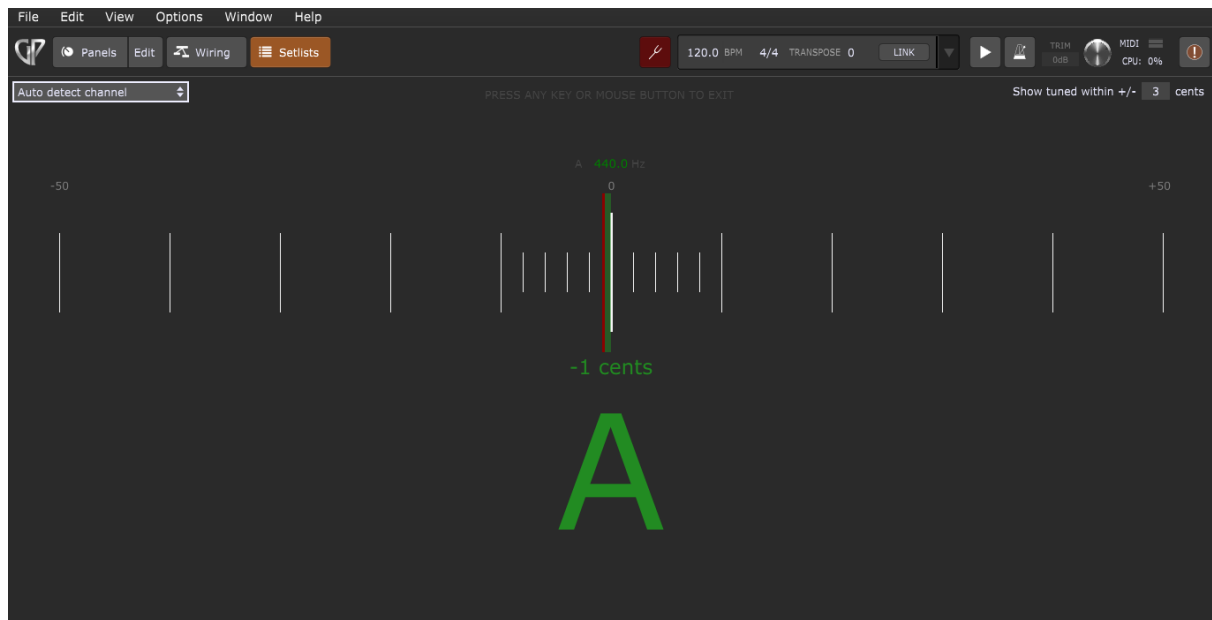 File Edit View Options Window Help
GP Panels Edit Wiring Setlists 120.0 BPM 4/4 TRANSPOSE 0 LINK TRIM 0dB MIDI CPU: 0%
Auto detect channel PRESS ANY KEY OR MOUSE BUTTON TO EXIT Show tuned within +/- 3 cents
A 440.0 Hz
-50 0 +50
-1 cents
A